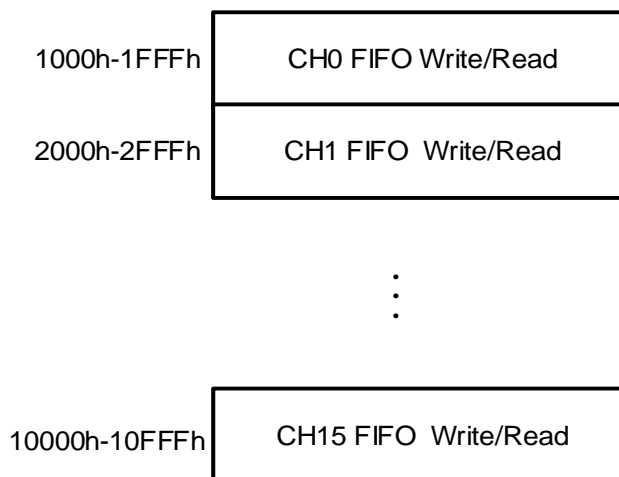 1000h-1FFFh CH0 FIFO Write/Read
2000h-2FFFh CH1 FIFO Write/Read
10000h-10FFFh CH15 FIFO Write/Read